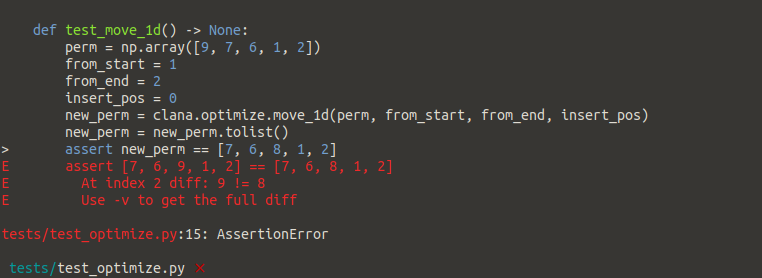 def test_move_1d() -> None:
perm = np.array([9, 7, 6, 1, 2])
from_start = 1
from_end = 2
insert_pos = 0
new_perm = clana.optimize.move_1d(perm, from_start, from_end, insert_pos)
new_perm = new_perm.tolist()
> assert new_perm == [7, 6, 8, 1, 2]
E assert [7, 6, 9, 1, 2] == [7, 6, 8, 1, 2]
E At index 2 diff: 9 != 8
E Use -v to get the full diff
tests/test_optimize.py:15: AssertionError
tests/test_optimize.py ✕